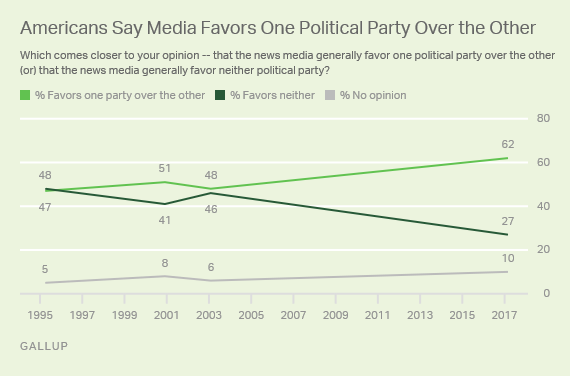 Americans Say Media Favors One Political Party Over the Other
Which comes closer to your opinion -- that the news media generally favor one political party over the other
(or) that the news media generally favor neither political party?
% Favors one party over the other % Favors neither % No opinion
80
62
51
48 48
60
47 41 46
40
27
20
10
5 8 6
0
1995 1997 1999 2001 2003 2005 2007 2009 2011 2013 2015 2017
GALLUP